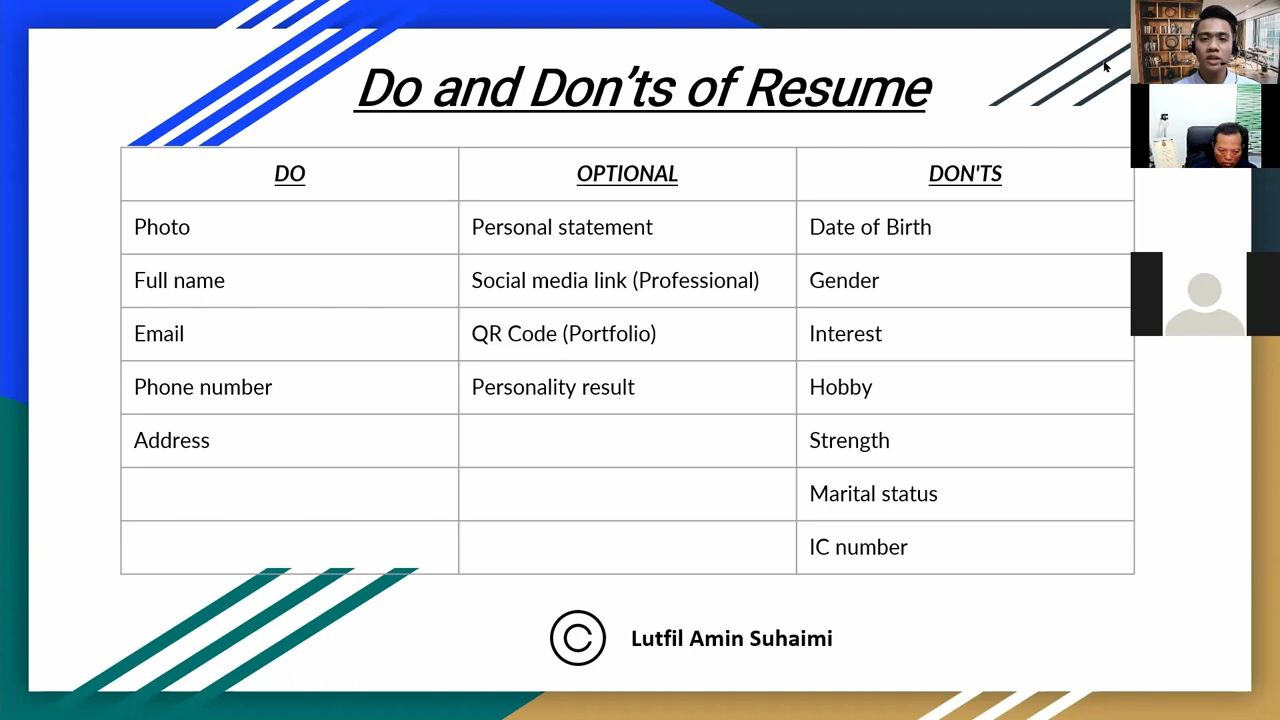 Do and Don'ts of Resume
DO OPTIONAL DON'TS
Photo Personal statement Date of Birth
Full name Social media link (Professional) Gender
Email QR Code (Portfolio) Interest
Phone number Personality result Hobby
Address Strength
Marital status
IC number
© Lutfil Amin Suhaimi